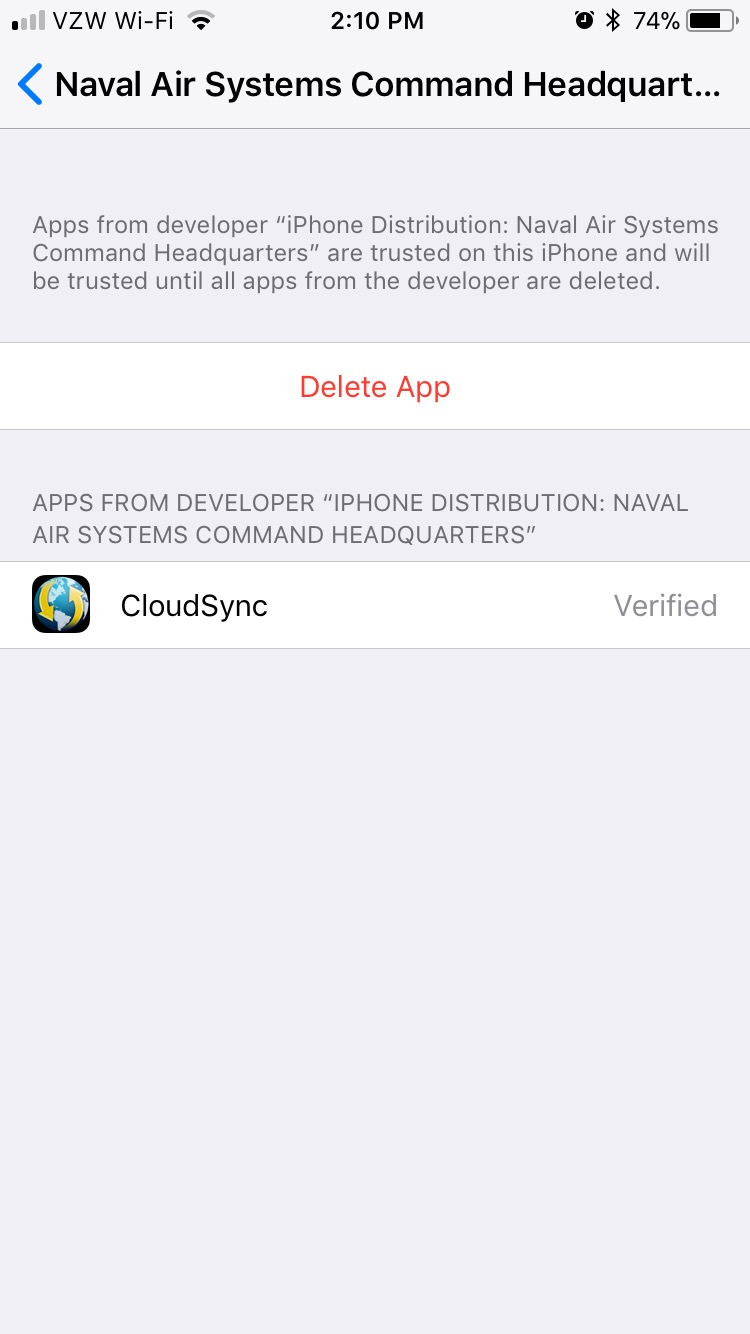 VZW Wi-Fi 2:10 PM 74%
Naval Air Systems Command Headquart...
Apps from developer “iPhone Distribution: Naval Air Systems
Command Headquarters” are trusted on this iPhone and will
be trusted until all apps from the developer are deleted.
Delete App
APPS FROM DEVELOPER “IPHONE DISTRIBUTION: NAVAL
AIR SYSTEMS COMMAND HEADQUARTERS”
CloudSync Verified